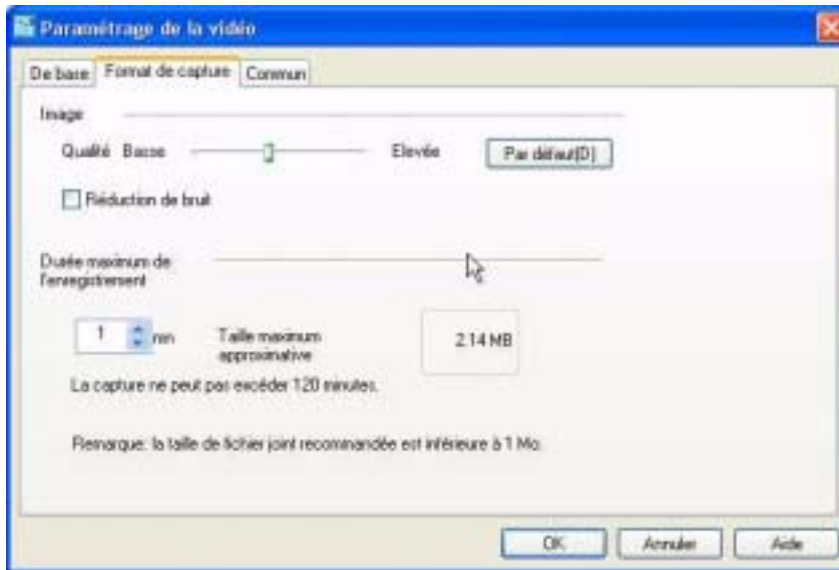 Paramétrage de la vidéo
De base Format de capture Commun
Image
Qualité Basse Elevée Par défaut(D)
Réduction de bruit
Durée maximum de
l'enregistrement
1 min Taille maximum 2.14 MB
approximative
La capture ne peut pas excéder 120 minutes.
Remarque: la taille de fichier joint recommandée est inférieure à 1 Mo.
OK Annuler Aide